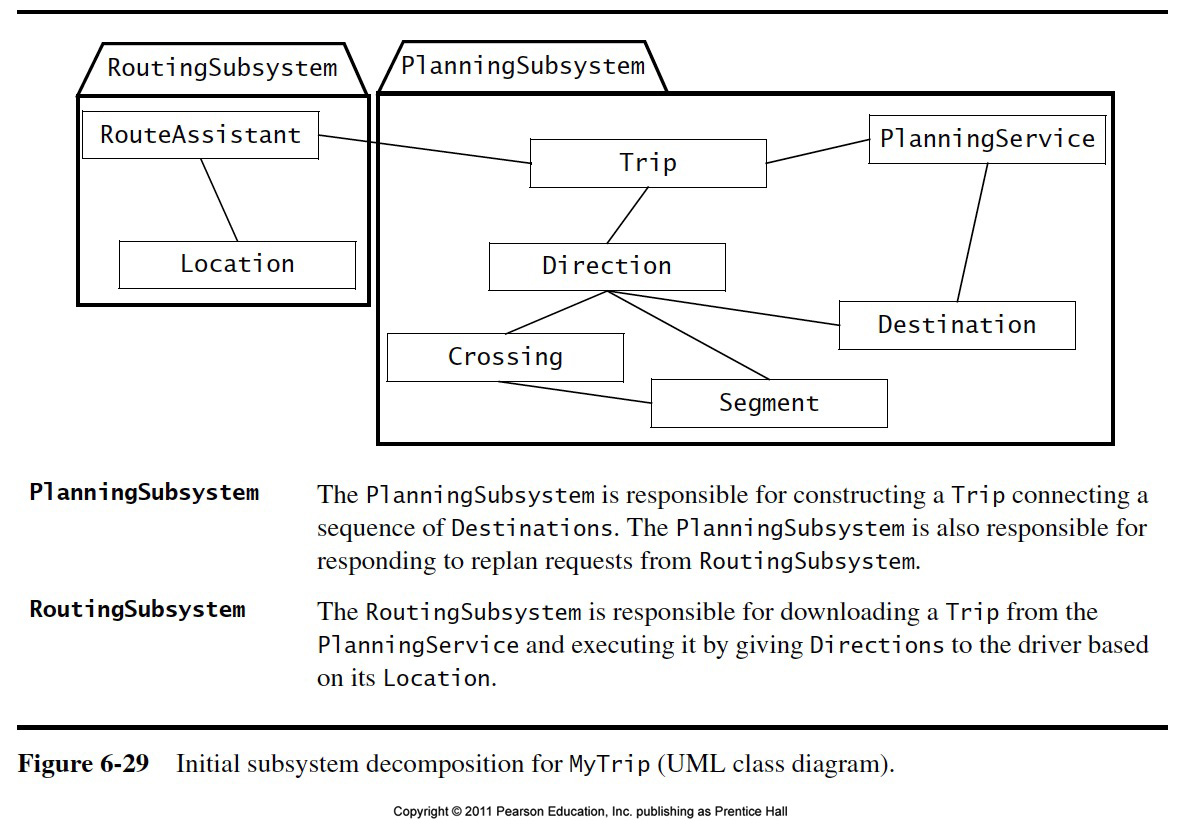 RoutingSubsystem
PlanningSubsystem
RouteAssistant
Trip
PlanningService
Location
Direction
Destination
Crossing
Segment
PlanningSubsystem
The PlanningSubsystem is responsible for constructing a Trip connecting a
sequence of Destinations. The PlanningSubsystem is also responsible for
responding to replan requests from RoutingSubsystem.
RoutingSubsystem
The RoutingSubsystem is responsible for downloading a Trip from the
PlanningService and executing it by giving Directions to the driver based
on its Location.
Figure 6-29 Initial subsystem decomposition for MyTrip (UML class diagram).
Copyright © 2011 Pearson Education, Inc. publishing as Prentice Hall